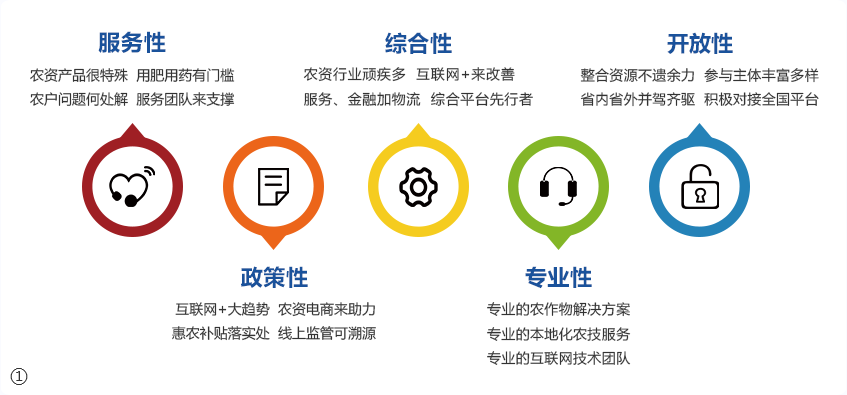 服务性
农资产品很特殊 用肥用药有门槛
农户问题何处解 服务团队来支撑
综合性
农资行业顽疾多 互联网+来改善
服务、金融加物流 综合平台先行者
开放性
整合资源不遗余力 参与主体丰富多样
省内省外并驾齐驱 积极对接全国平台
政策性
互联网+大趋势 农资电商来助力
惠农补贴落实处 线上监管可溯源
专业性
专业的农作物解决方案
专业的本地化农技服务
专业的互联网技术团队
①